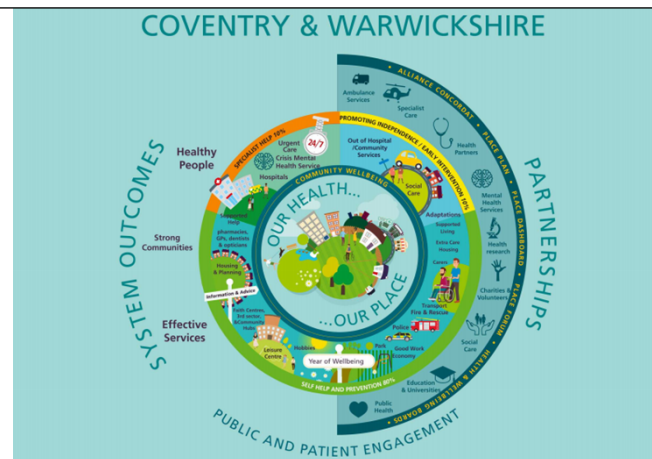 COVENTRY & WARWICKSHIRE
SYSTEM OUTCOMES
Healthy
People
Strong
Communities
Effective
Services
PUBLIC AND PATIENT ENGAGEMENT
PARTNERSHIPS
• ALLIANCE CONCORDAT • PLACE PLAN • PLACE DASHBOARD • PLACE FORUM • HEALTH & WELLBEING BOARDS •
Ambulance
Services
Specialist
Care
Health
Partners
Mental
Health
Services
Health
research
Charities &
Volunteers
Social
Care
Education
& Universities
Public
Health
SPECIALIST HELP 10%
PROMOTING INDEPENDENCE / EARLY INTERVENTION 10%
SELF HELP AND PREVENTION 80%
Urgent
Care
24/7
Crisis Mental
Health Service
Hospitals
Out of Hospital
/Community
Services
Social
Care
Adaptations
Supported
Living
Extra Care
Housing
Carers
Transport
Fire & Rescue
Police
Good Work
Economy
Park
Year of Wellbeing
Hobbies
Leisure
Centre
Faith Centres,
3rd sector,
&Community
Hubs
Information & Advice
Housing
& Planning
pharmacies,
GPs, dentists
& opticians
Help
COMMUNITY WELLBEING
OUR HEALTH...
...OUR PLACE